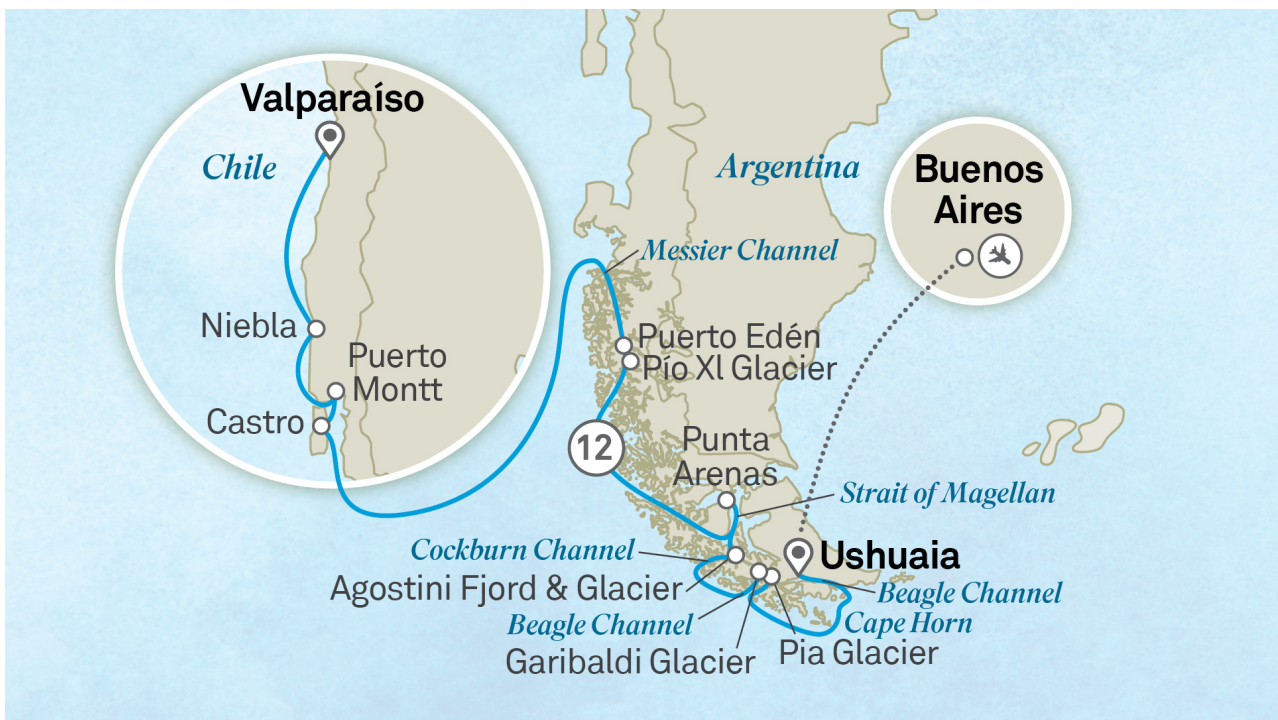 Valparaíso
Chile
Niebla
Puerto
Montt
Castro
Argentina
Buenos
Aires
Messier Channel
Puerto Edén
Pío Xl Glacier
12
Punta
Arenas
Strait of Magellan
Cockburn Channel
Ushuaia
Agostini Fjord & Glacier
Beagle Channel
Beagle Channel
Cape Horn
Garibaldi Glacier
Pia Glacier